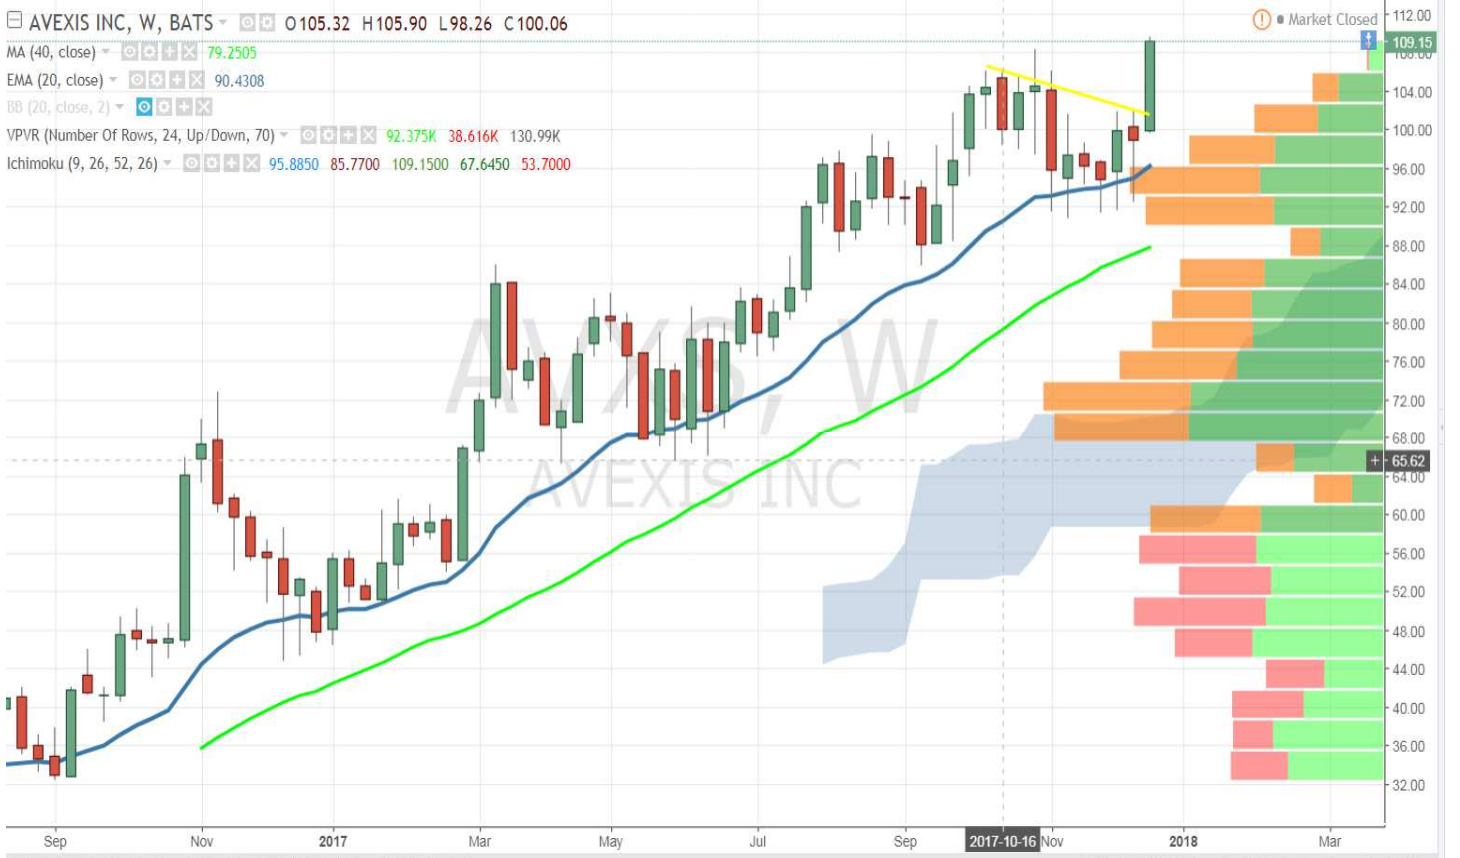 AVEXIS INC, W, BATS O105.32 H105.90 L98.26 C100.06
Market Closed
MA (40, close) 79.2505
EMA (20, close) 90.4308
BB (20, close, 2)
VPVR (Number Of Rows, 24, Up/Down, 70) 92.375K 38.616K 130.99K
Ichimoku (9, 26, 52, 26) 95.8850 85.7700 109.1500 67.6450 53.7000
AVXS, W
AVEXIS INC
112.00
109.15
108.00
104.00
100.00
96.00
92.00
88.00
84.00
80.00
76.00
72.00
68.00
65.62
64.00
60.00
56.00
52.00
48.00
44.00
40.00
36.00
32.00
Sep Nov 2017 Mar May Jul Sep 2017-10-16 Nov 2018 Mar